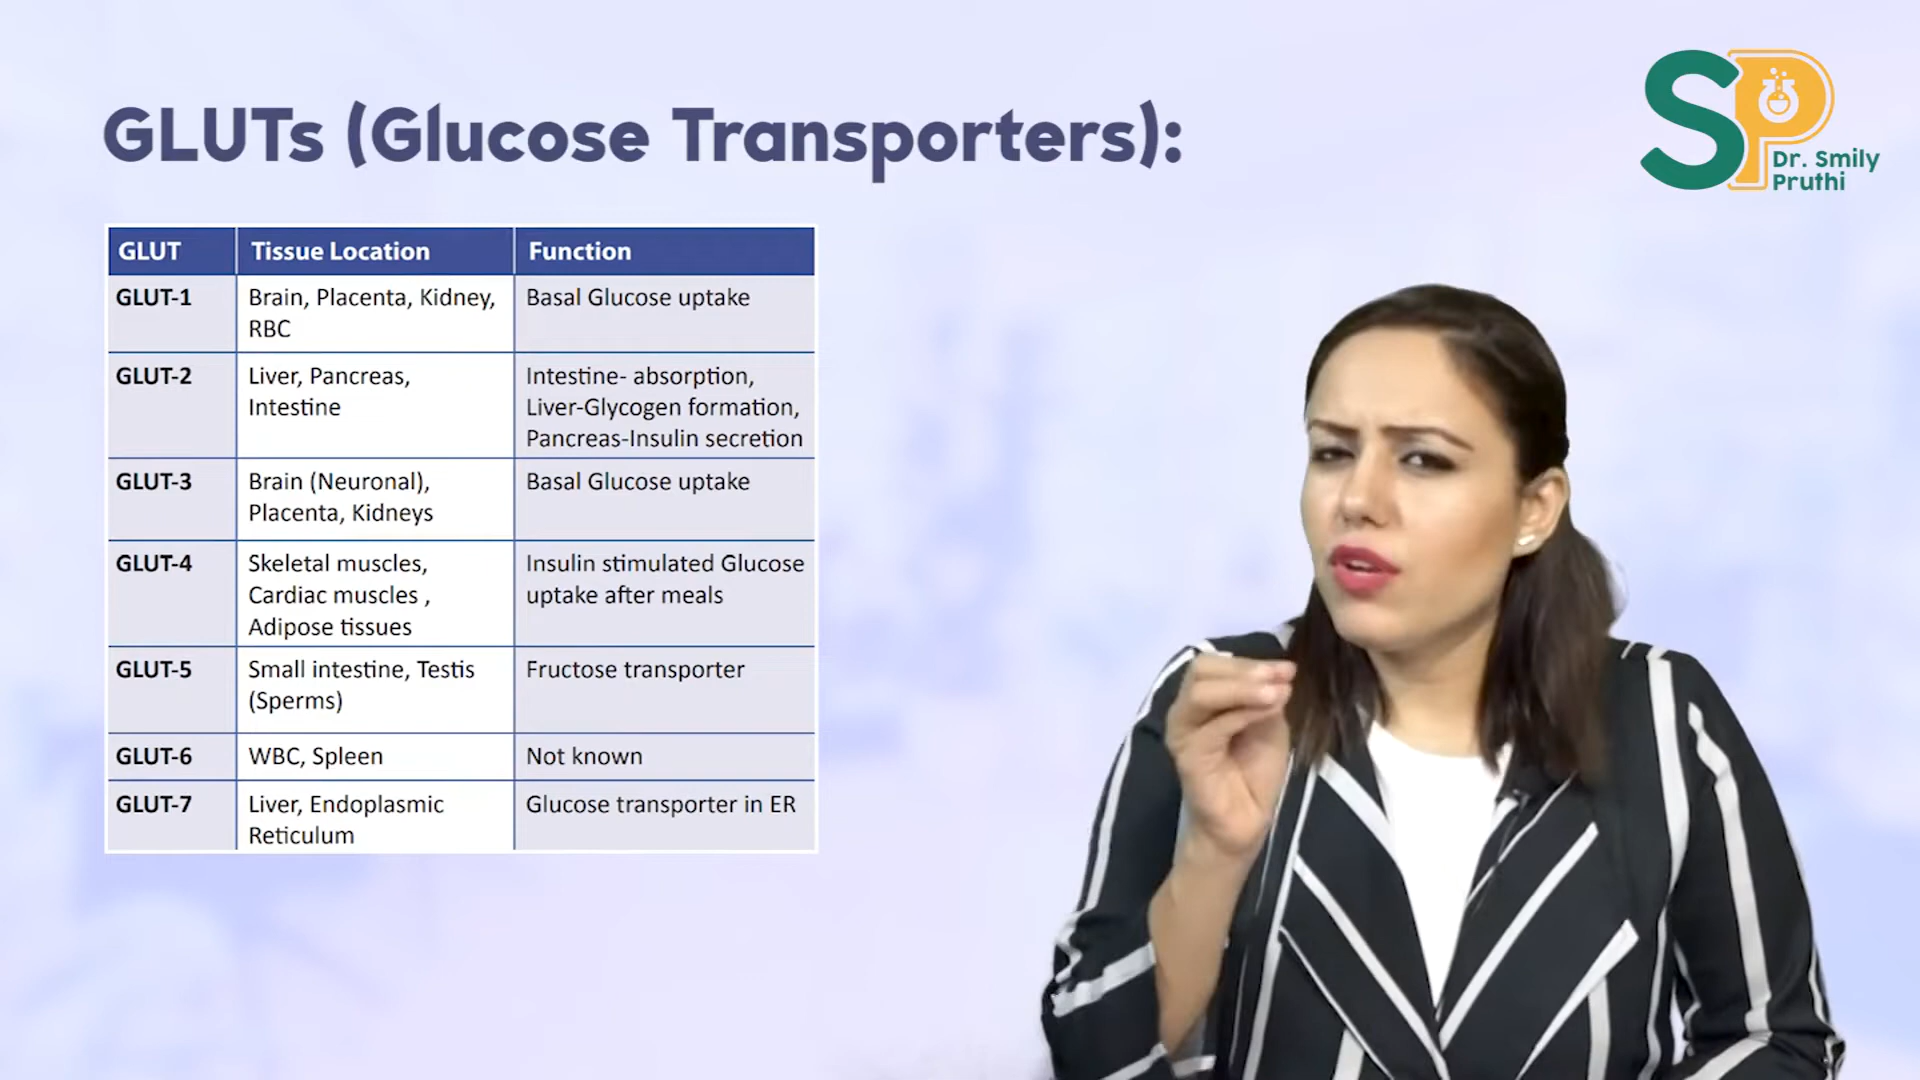 GLUTs (Glucose Transporters):
SP
Dr. Smily
Pruthi
GLUT Tissue Location Function
GLUT-1 Brain, Placenta, Kidney, Basal Glucose uptake
RBC
GLUT-2 Liver, Pancreas, Intestine- absorption,
Intestine Liver-Glycogen formation,
Pancreas-Insulin secretion
GLUT-3 Brain (Neuronal), Basal Glucose uptake
Placenta, Kidneys
GLUT-4 Skeletal muscles, Insulin stimulated Glucose
Cardiac muscles , uptake after meals
Adipose tissues
GLUT-5 Small intestine, Testis Fructose transporter
(Sperms)
GLUT-6 WBC, Spleen Not known
GLUT-7 Liver, Endoplasmic Glucose transporter in ER
Reticulum